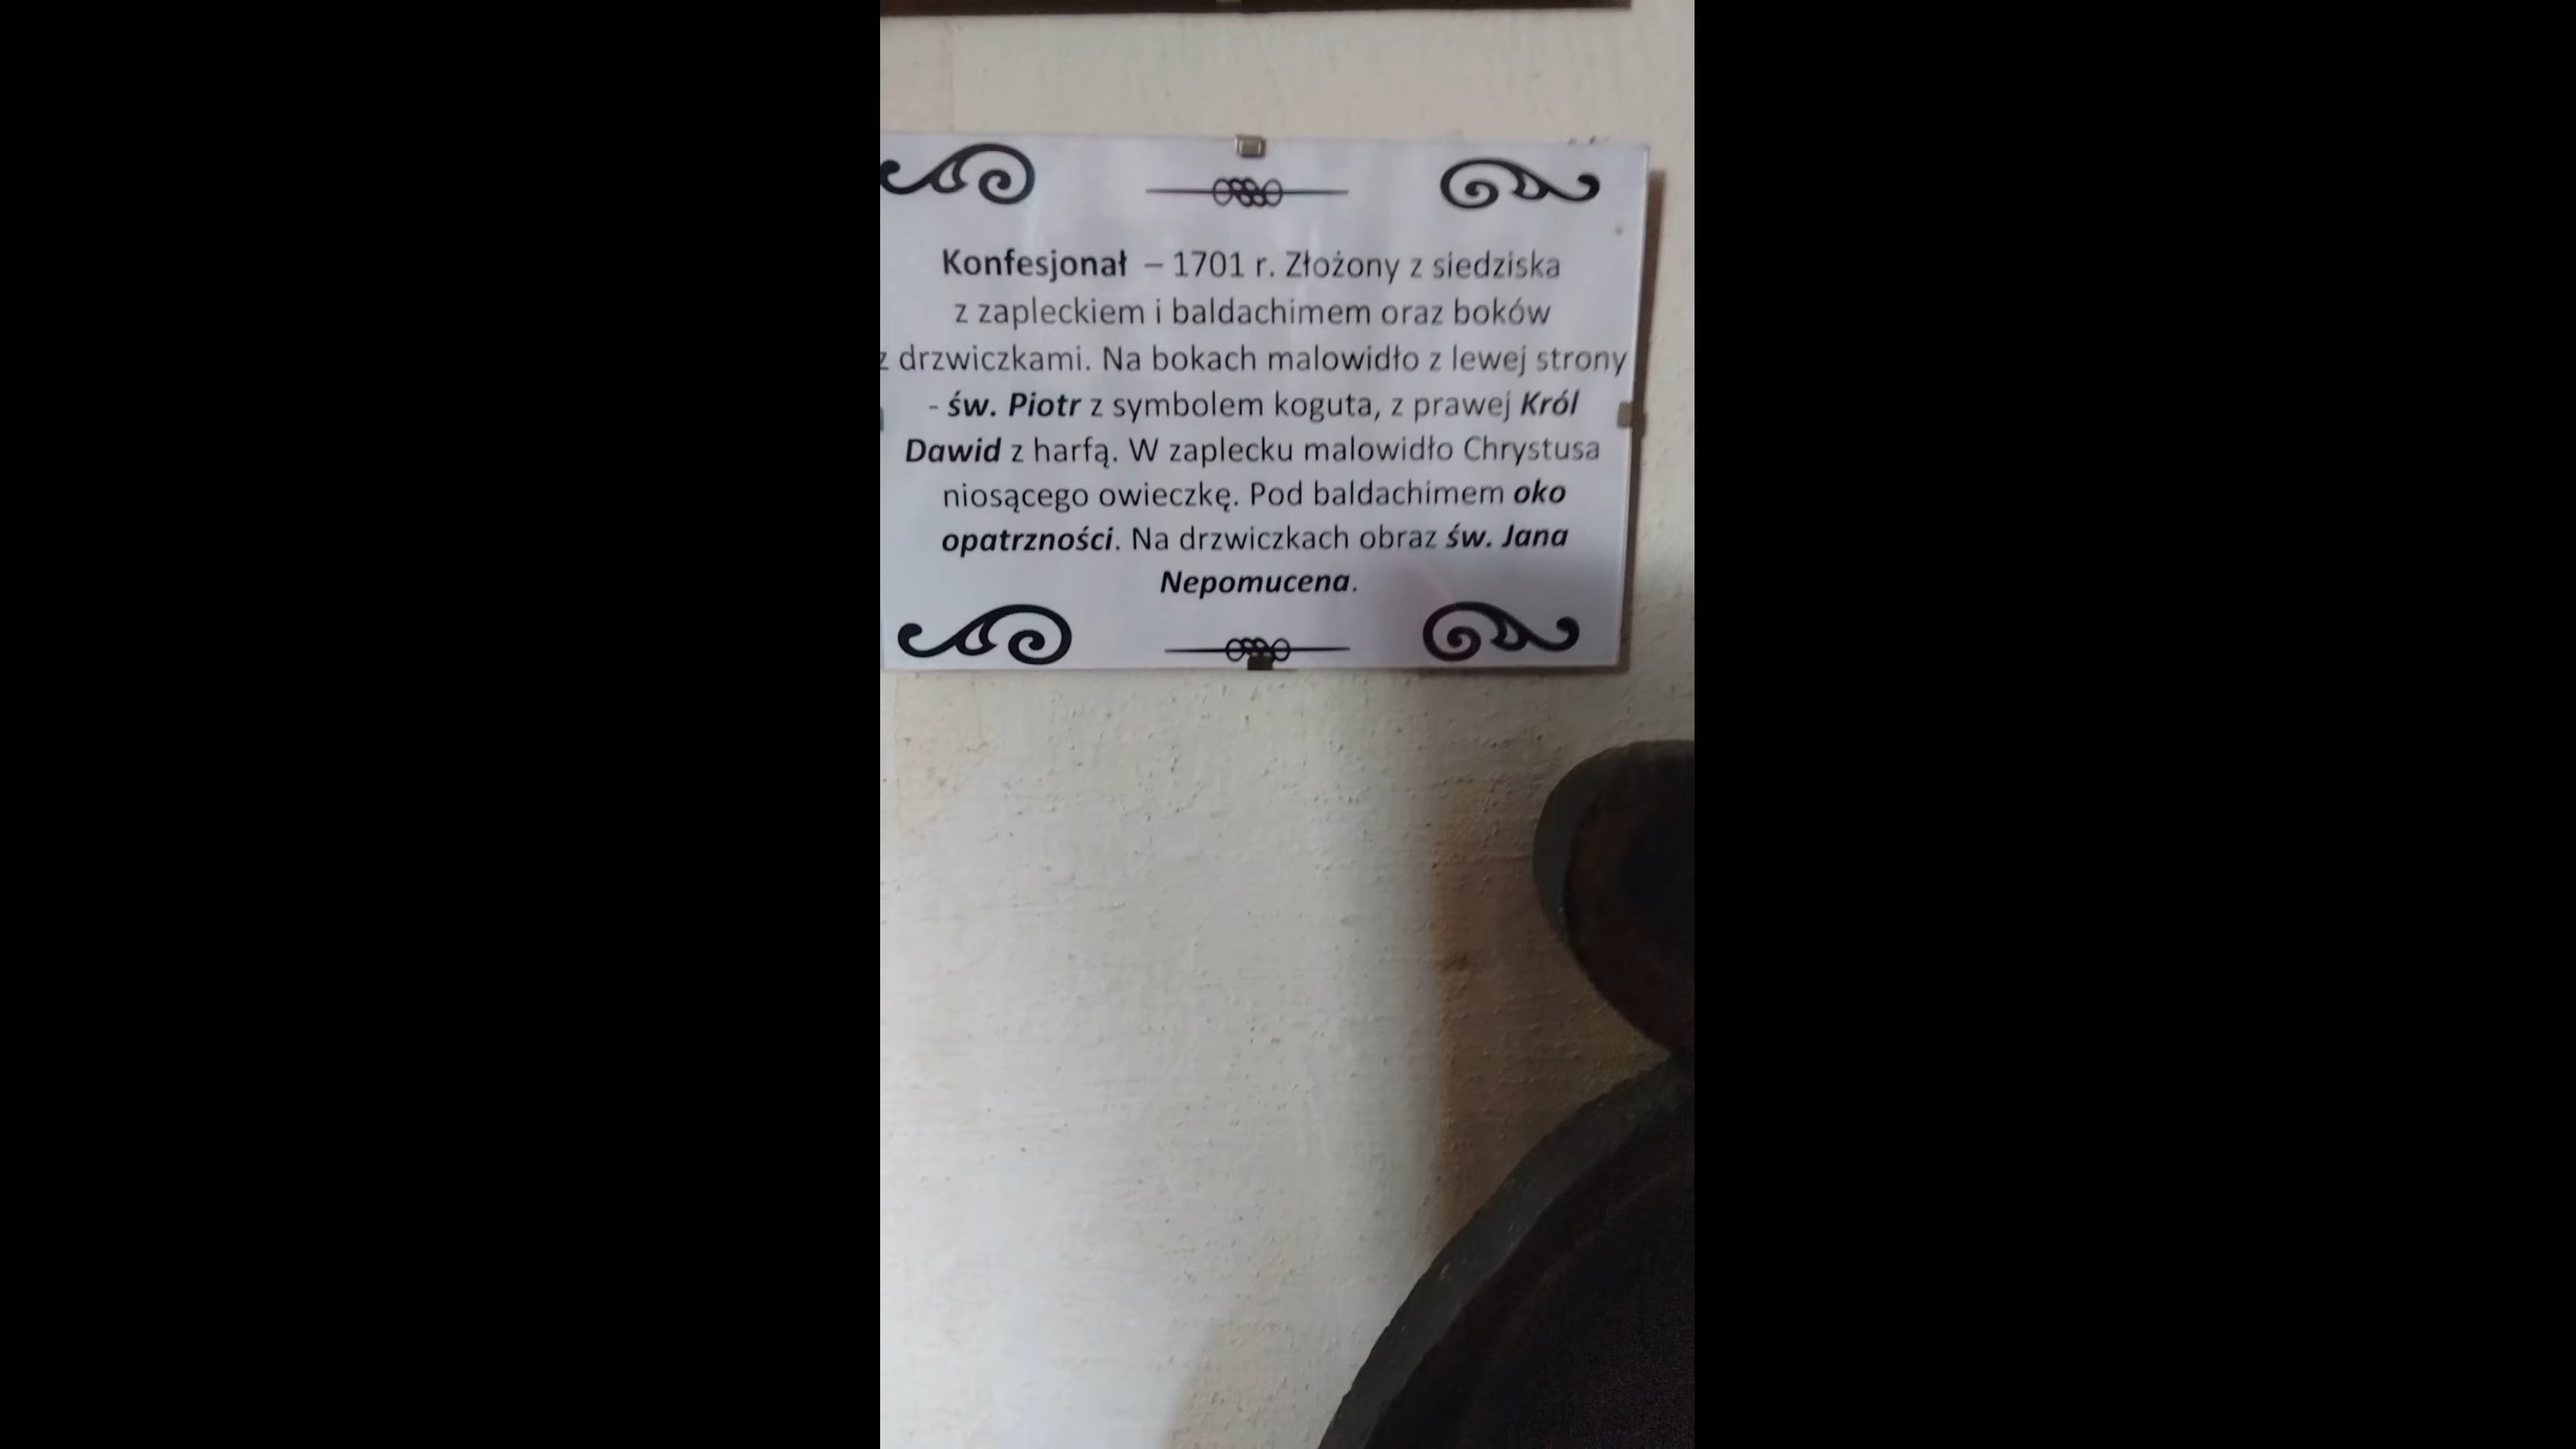 Konfesjonał – 1701 r. Złożony z siedziska
z zapleckiem i baldachimem oraz boków
z drzwiczkami. Na bokach malowidło z lewej strony
- św. Piotr z symbolem koguta, z prawej Król
Dawid z harfą. W zaplecku malowidło Chrystusa
niosącego owieczkę. Pod baldachimem oko
opatrzności. Na drzwiczkach obraz św. Jana
Nepomucena.